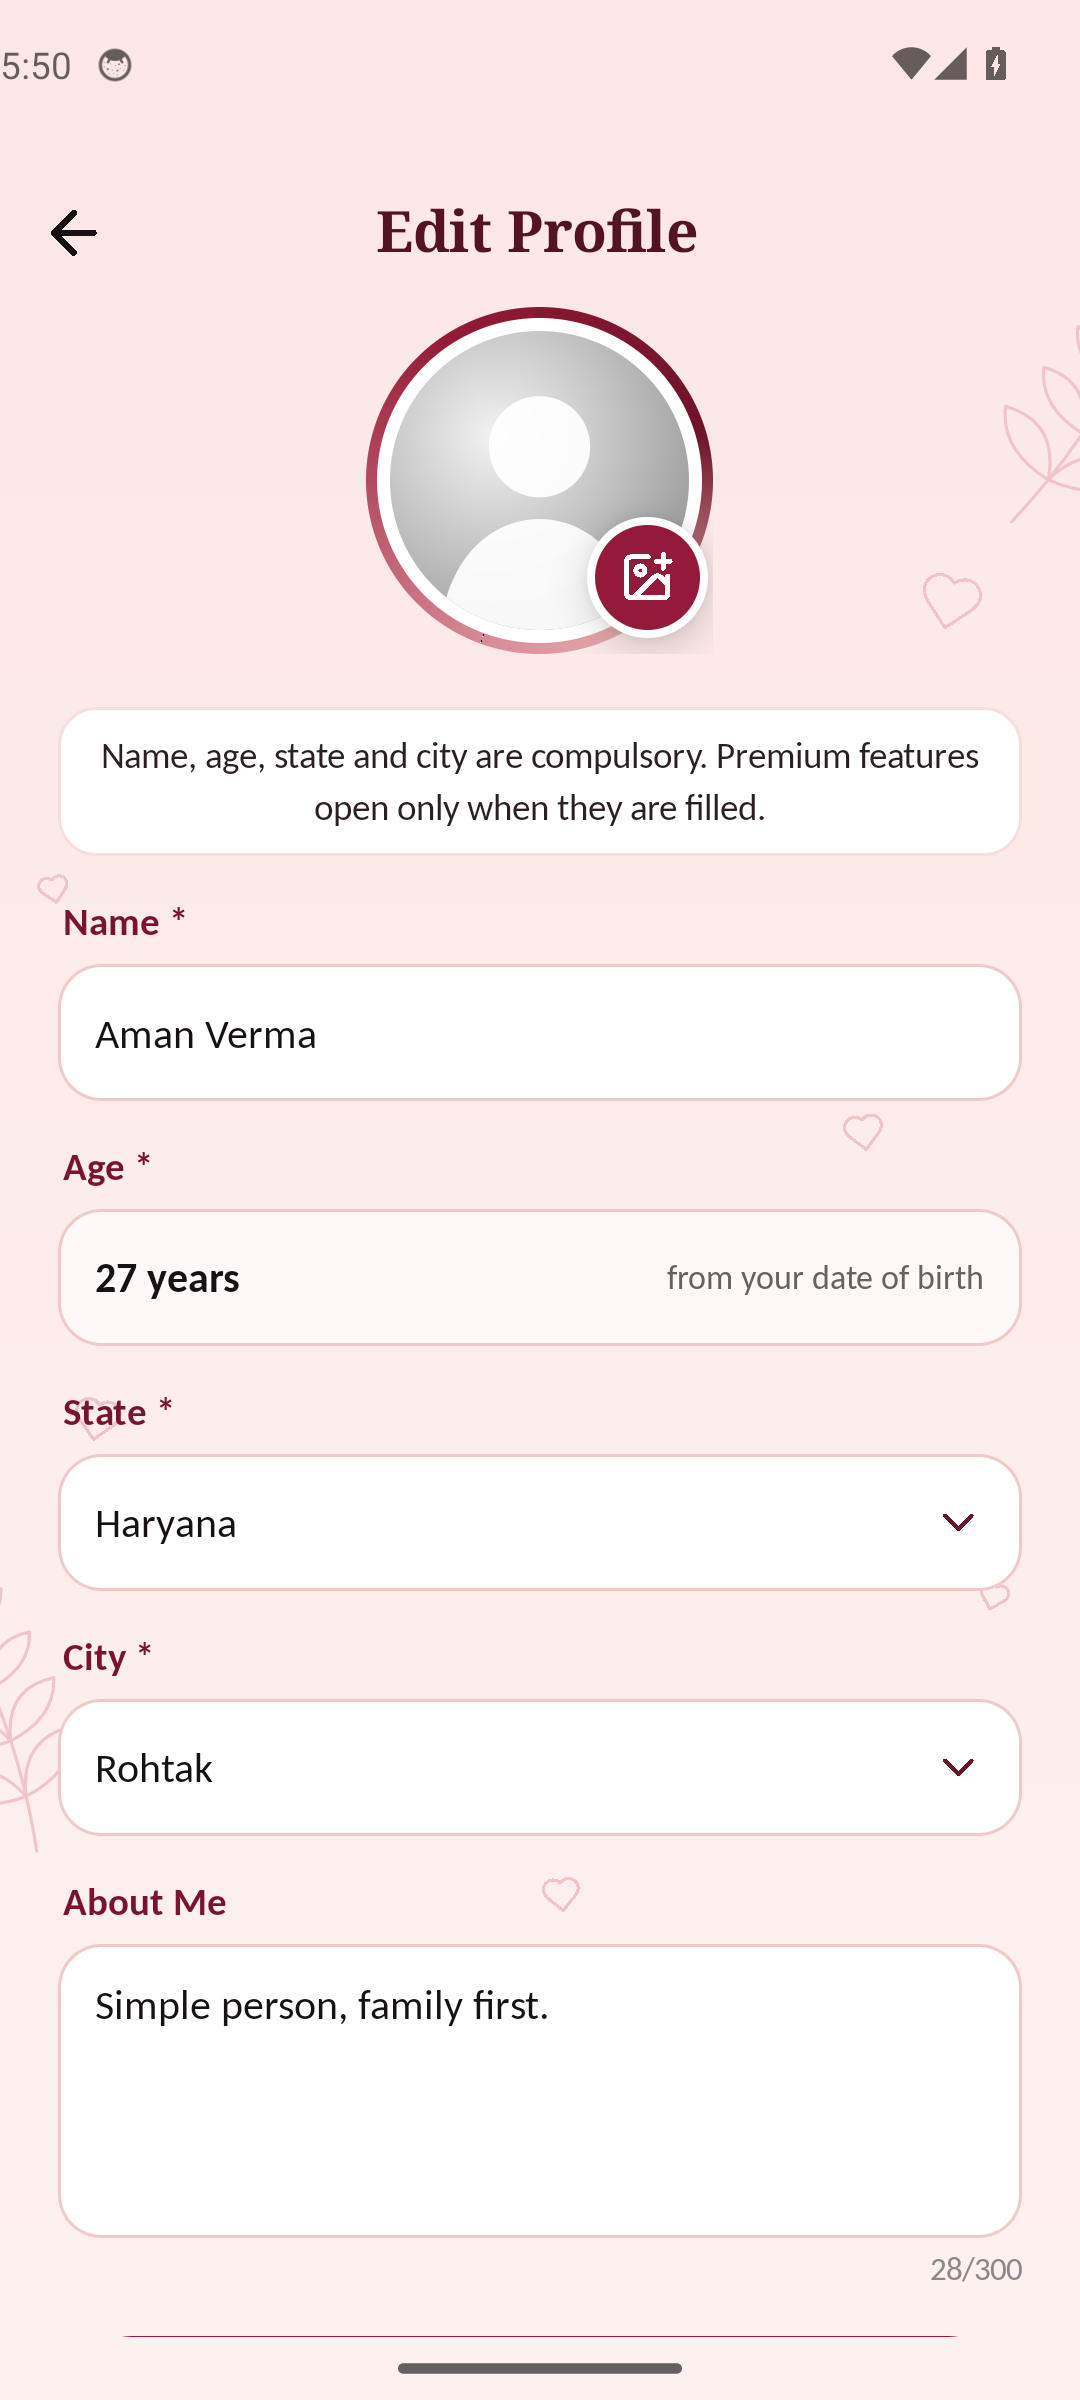 5:50
Edit Profile
Name, age, state and city are compulsory. Premium features
open only when they are filled.
Name *
Aman Verma
Age *
27 years from your date of birth
State *
Haryana
City *
Rohtak
About Me
Simple person, family first.
28/300